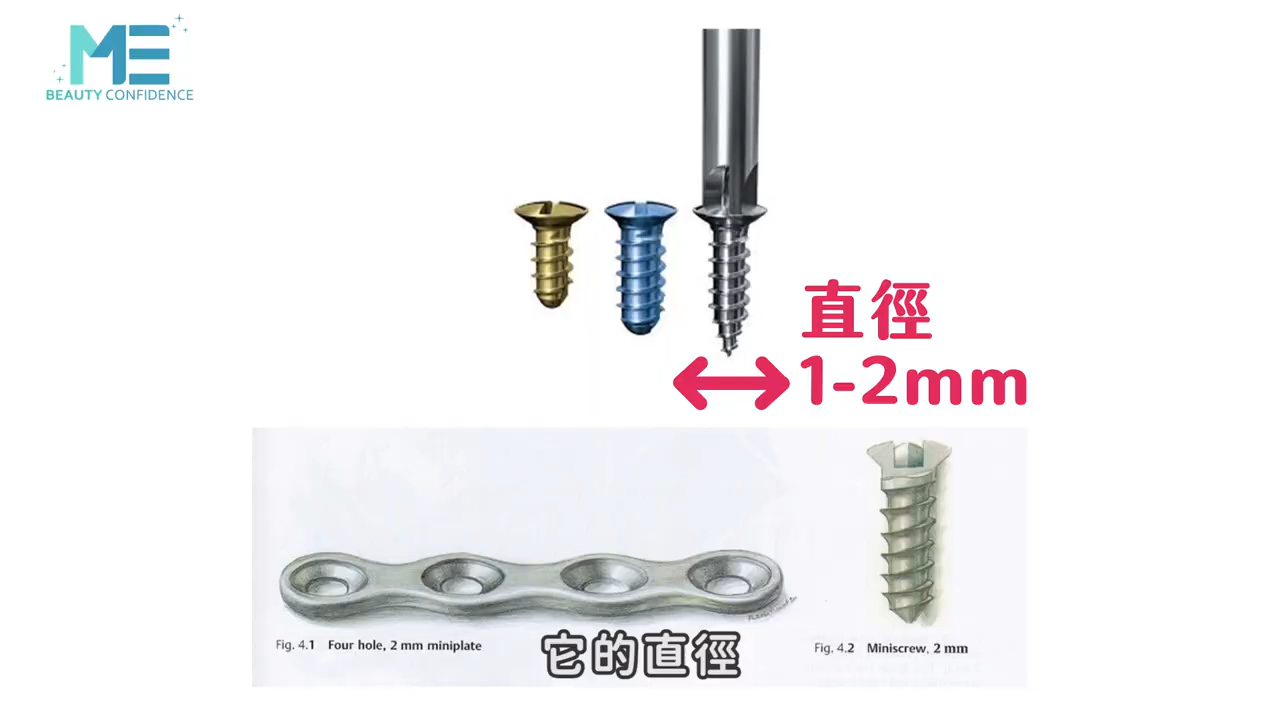 ME
BEAUTY CONFIDENCE
直徑
1-2mm
Fig. 4.1 Four hole, 2 mm miniplate
Fig. 4.2 Miniscrew, 2 mm
它的直徑